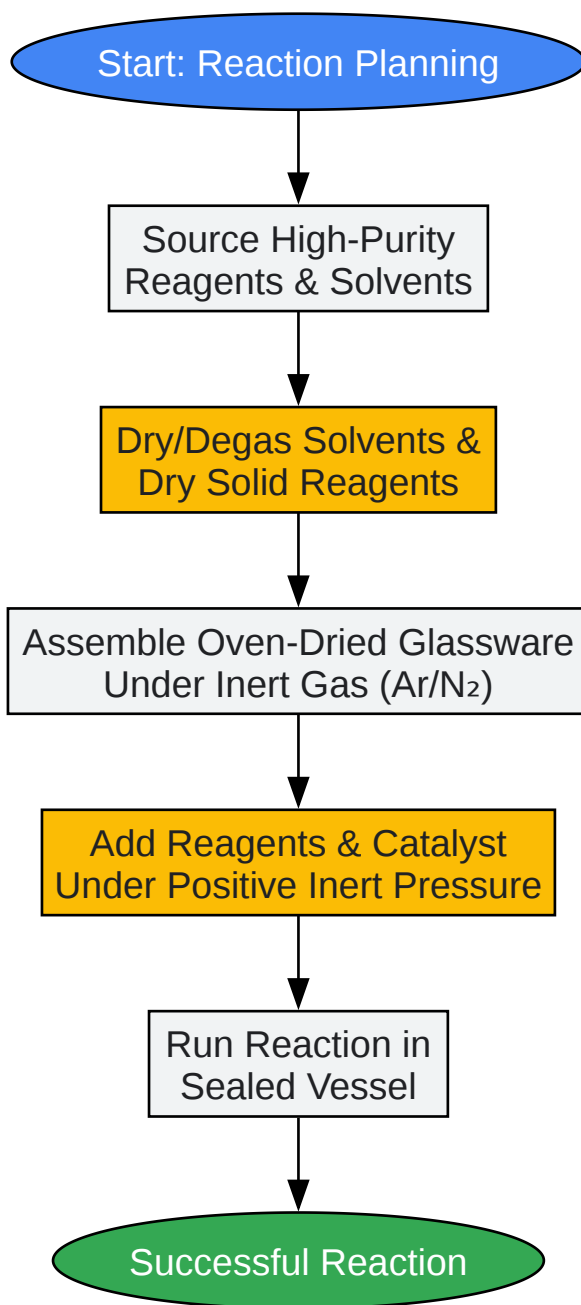 Start: Reaction Planning
Source High-Purity
Reagents & Solvents
Dry/Degas Solvents &
Dry Solid Reagents
Assemble Oven-Dried Glassware
Under Inert Gas (Ar/N₂)
Add Reagents & Catalyst
Under Positive Inert Pressure
Run Reaction in
Sealed Vessel
Successful Reaction